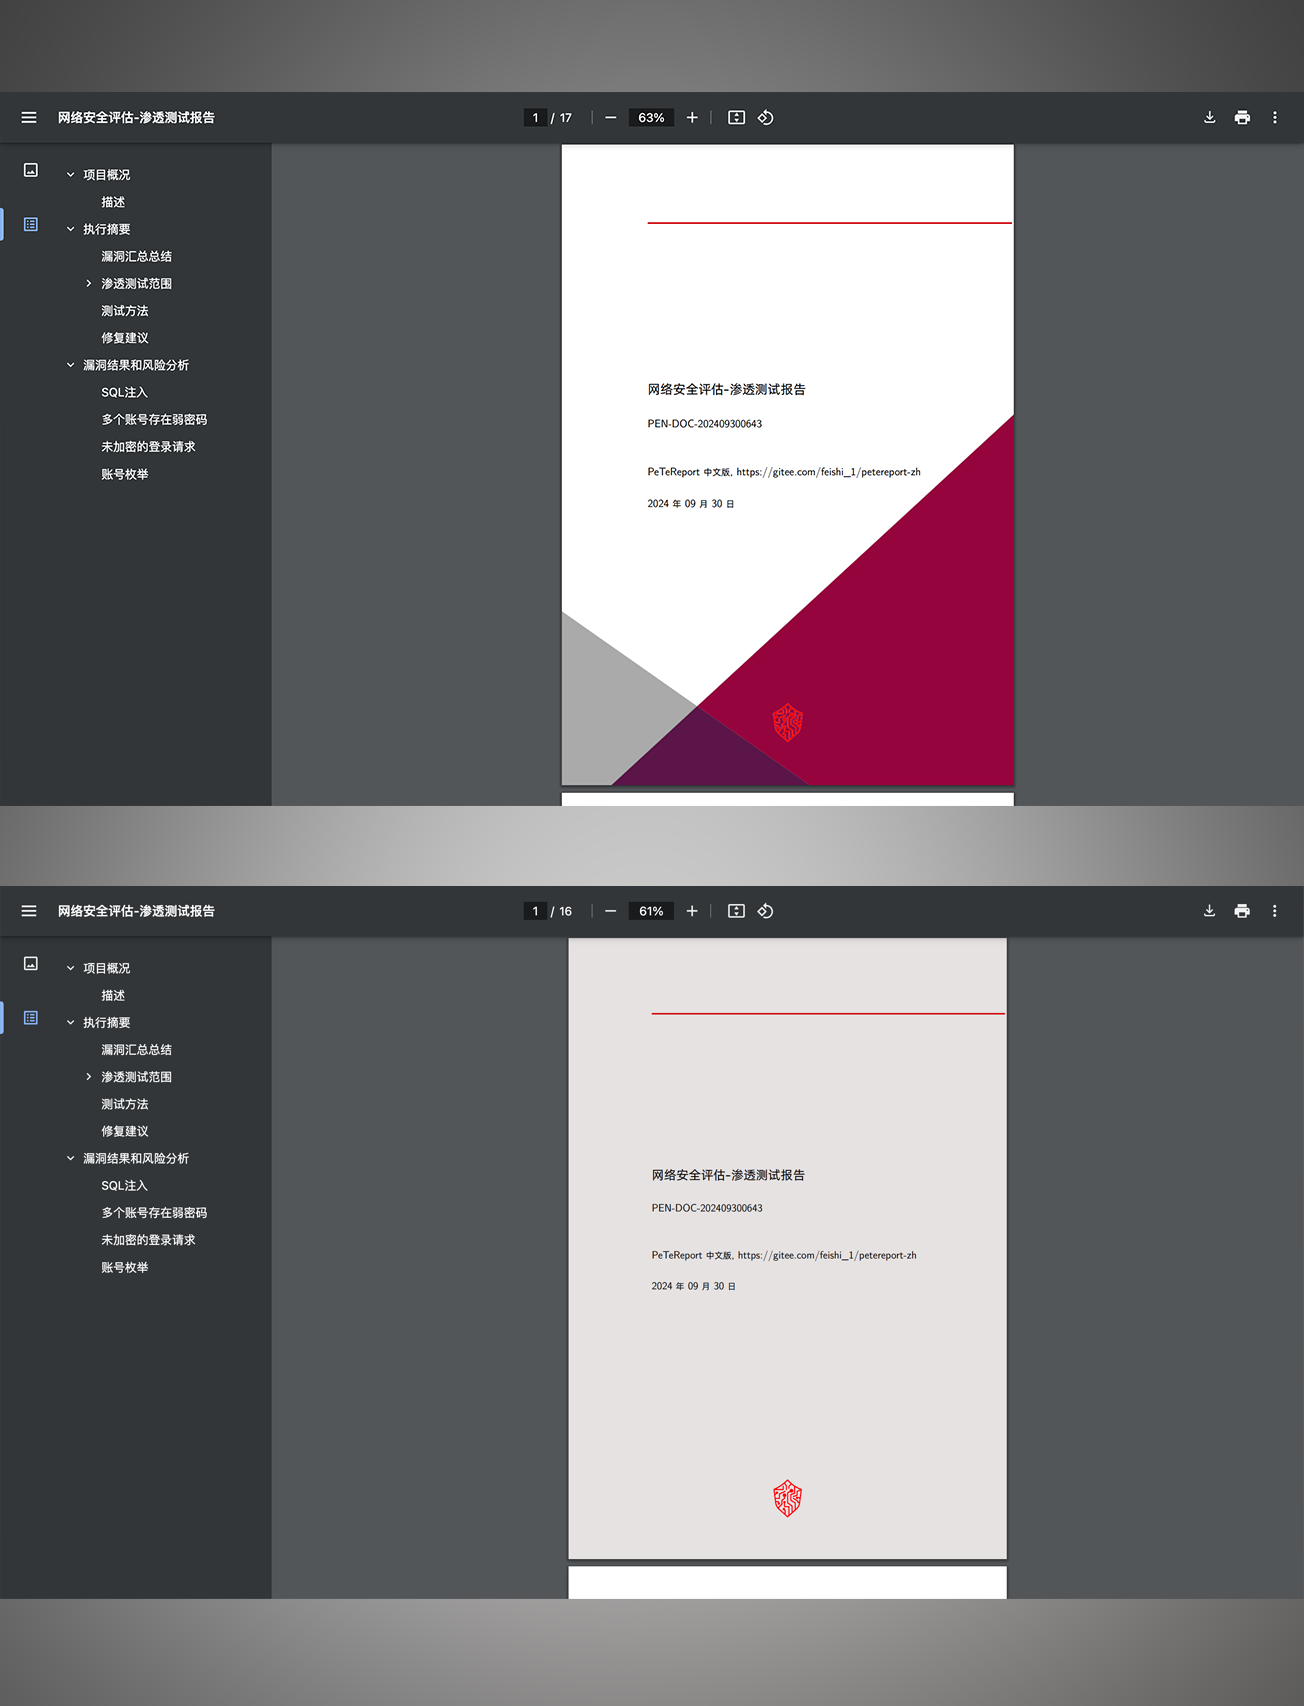 网络安全评估-渗透测试报告
1 / 17
63%
项目概况
描述
执行摘要
漏洞汇总总结
渗透测试范围
测试方法
修复建议
漏洞结果和风险分析
SQL注入
多个账号存在弱密码
未加密的登录请求
账号枚举
网络安全评估-渗透测试报告
PEN-DOC-202409300643
PeTeReport 中文版, https://gitee.com/feishi_1/petereport-zh
2024 年 09 月 30 日
网络安全评估-渗透测试报告
1 / 16
61%
项目概况
描述
执行摘要
漏洞汇总总结
渗透测试范围
测试方法
修复建议
漏洞结果和风险分析
SQL注入
多个账号存在弱密码
未加密的登录请求
账号枚举
网络安全评估-渗透测试报告
PEN-DOC-202409300643
PeTeReport 中文版, https://gitee.com/feishi_1/petereport-zh
2024 年 09 月 30 日